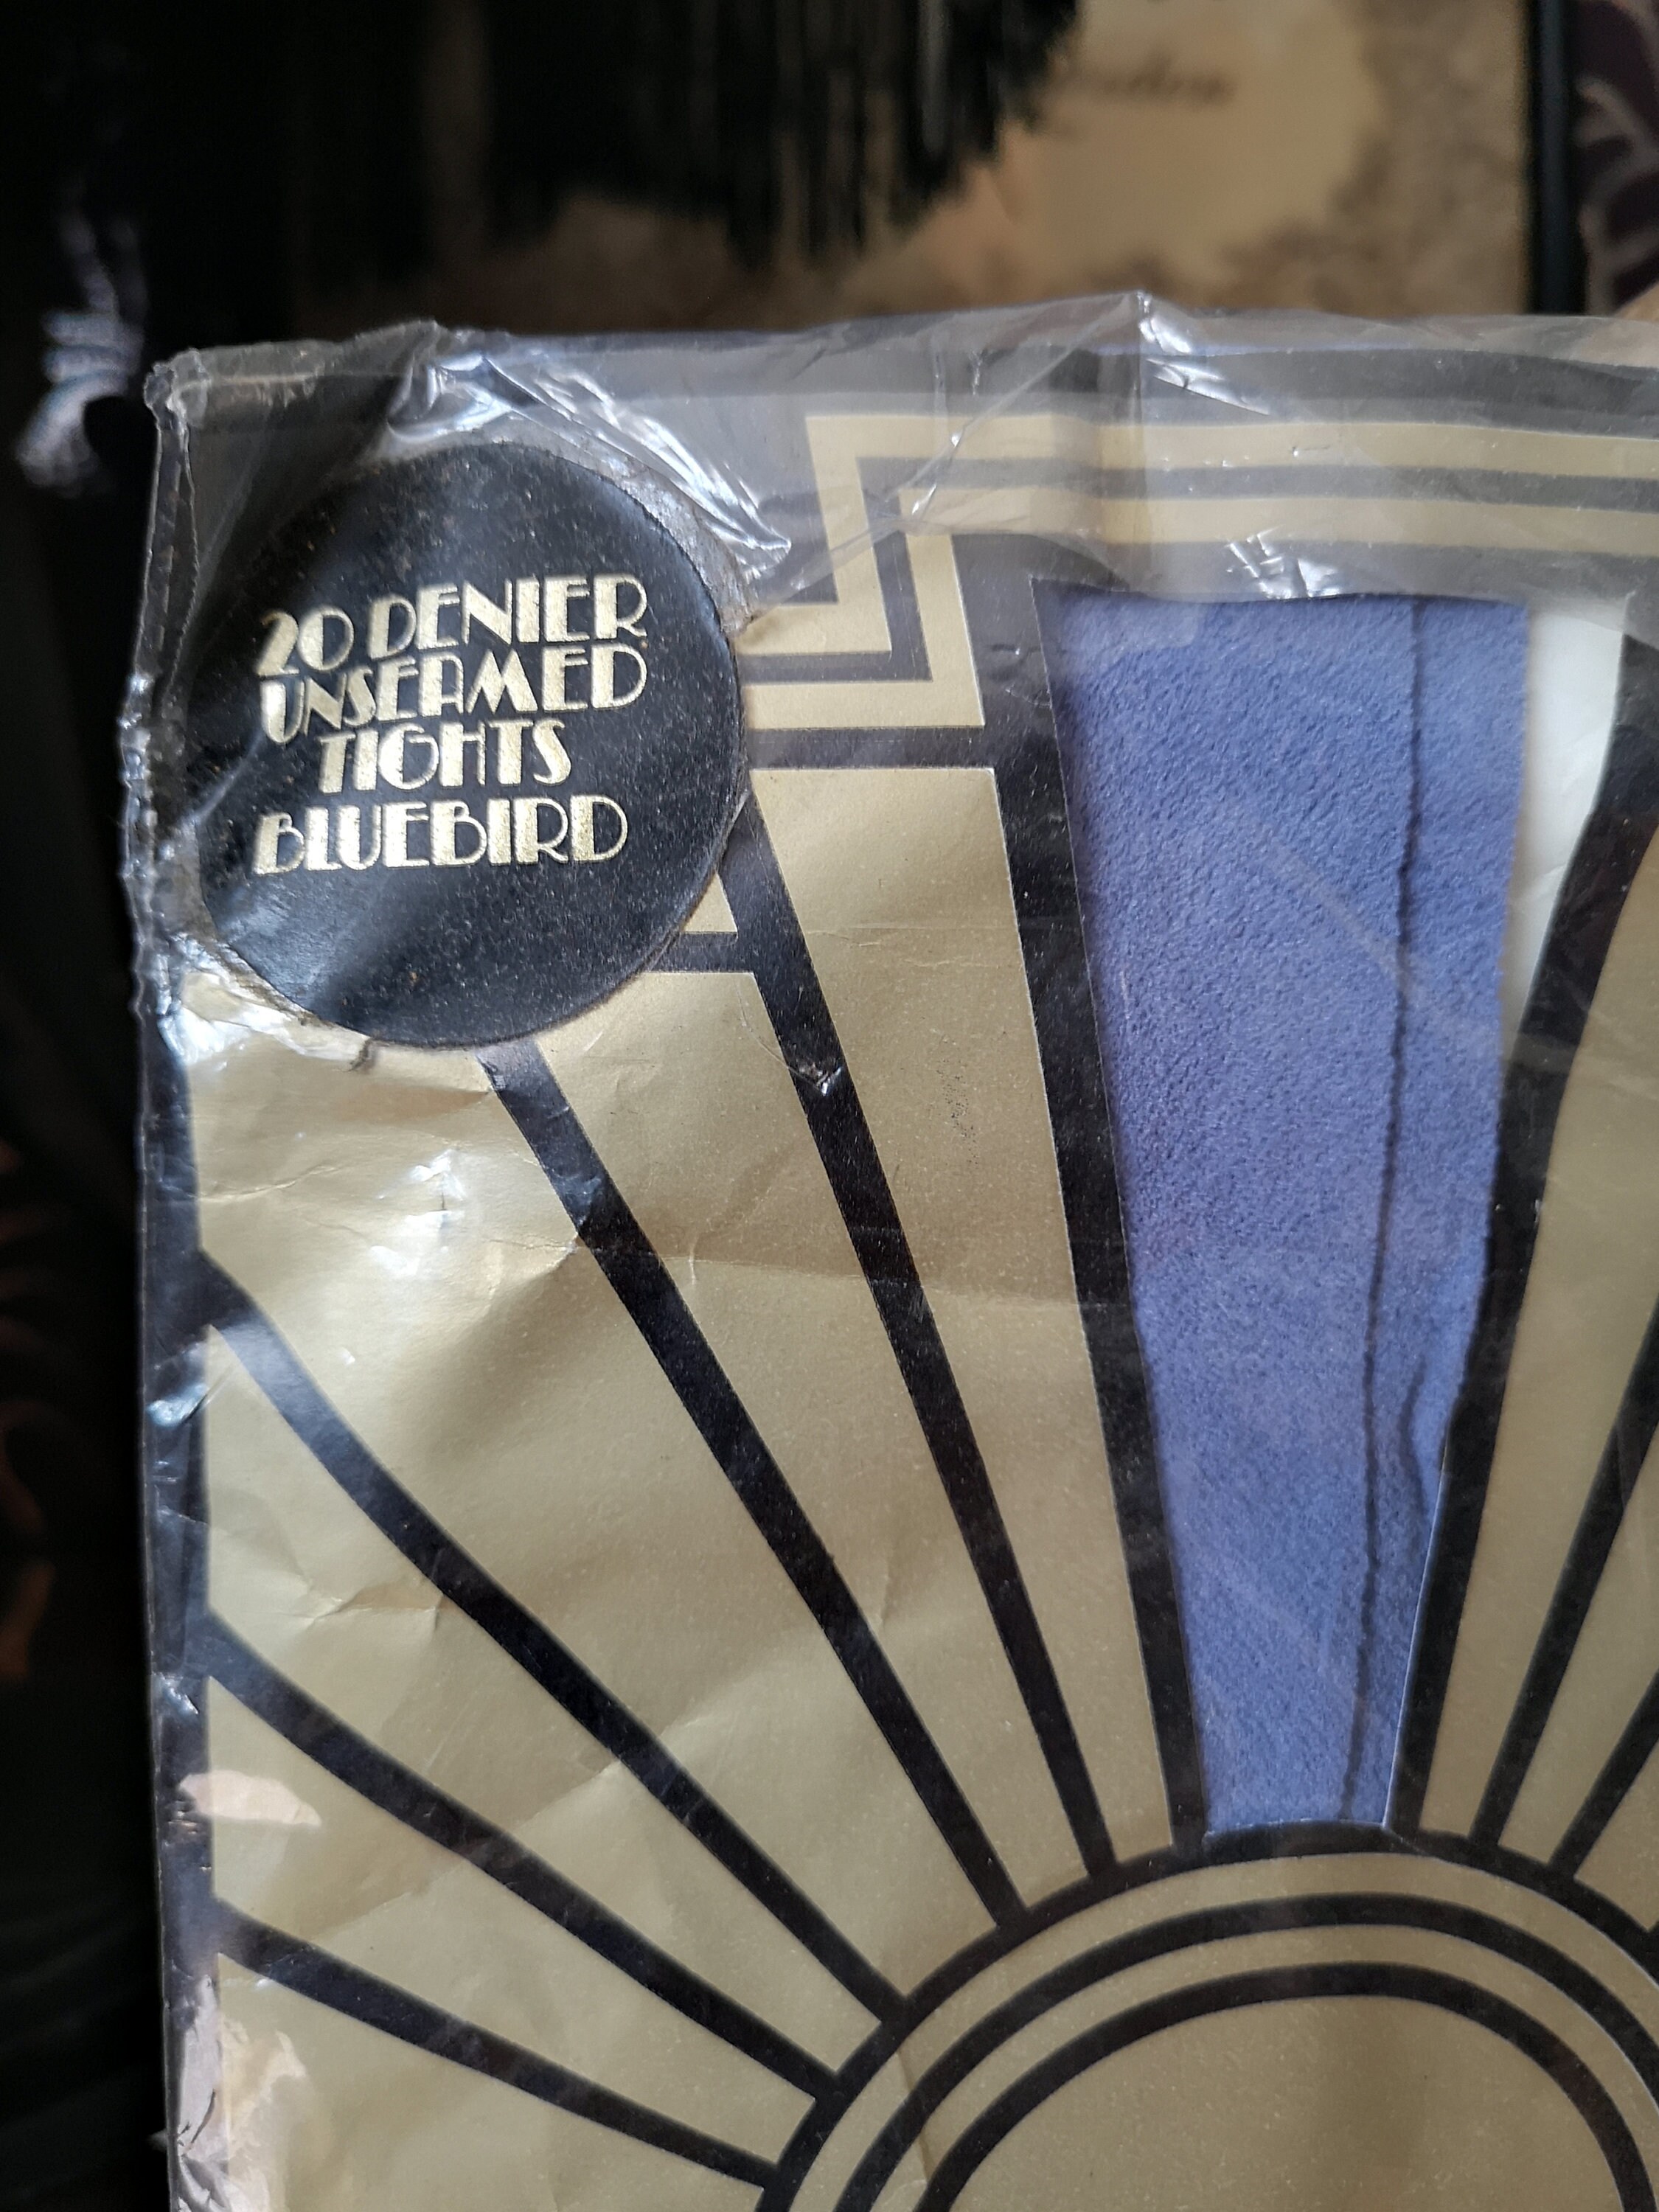 20 DENIER
UNSEAMED
TIGHTS
BLUEBIRD